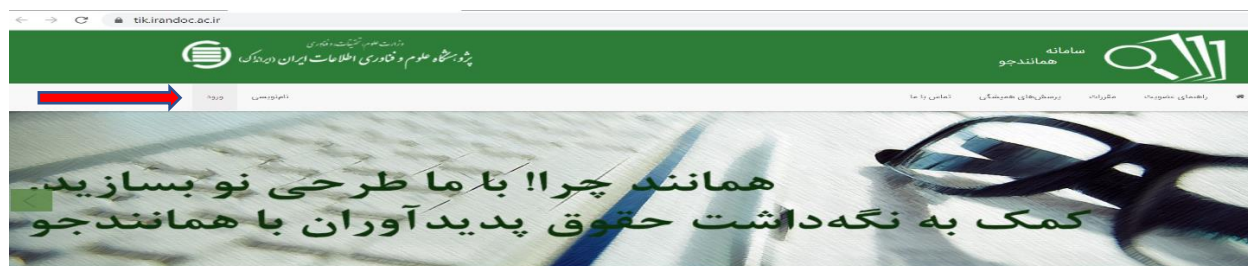 tik.irandoc.ac.ir
سامانه
همانندجو
وزارت علوم، تحقیقات و فناوری
پژوهشگاه علوم و فناوری اطلاعات ایران (ایرانداک)
راهنمای عضویت
مقررات
پرسش‌های همیشگی
تماس با ما
نام‌نویسی
ورود
همانند چرا! با ما طرحی نو بسازید.
کمک به نگه‌داشت حقوق پدیدآوران با همانندجو